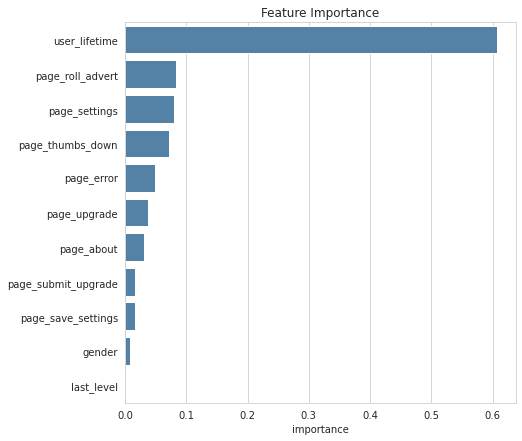 Feature Importance
user_lifetime
page_roll_advert
page_settings
page_thumbs_down
page_error
page_upgrade
page_about
page_submit_upgrade
page_save_settings
gender
last_level
0.0 0.1 0.2 0.3 0.4 0.5 0.6
importance